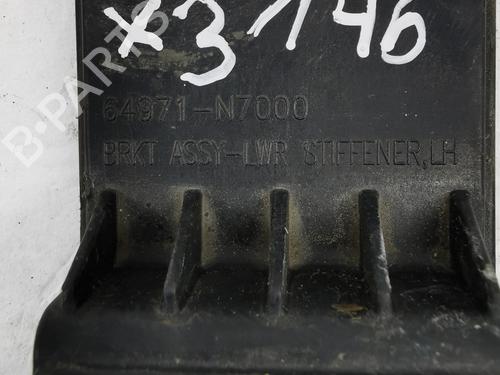 x3146
64971-N7000
BRKT ASSY-LWR STIFFENER,LH
B-PARTS